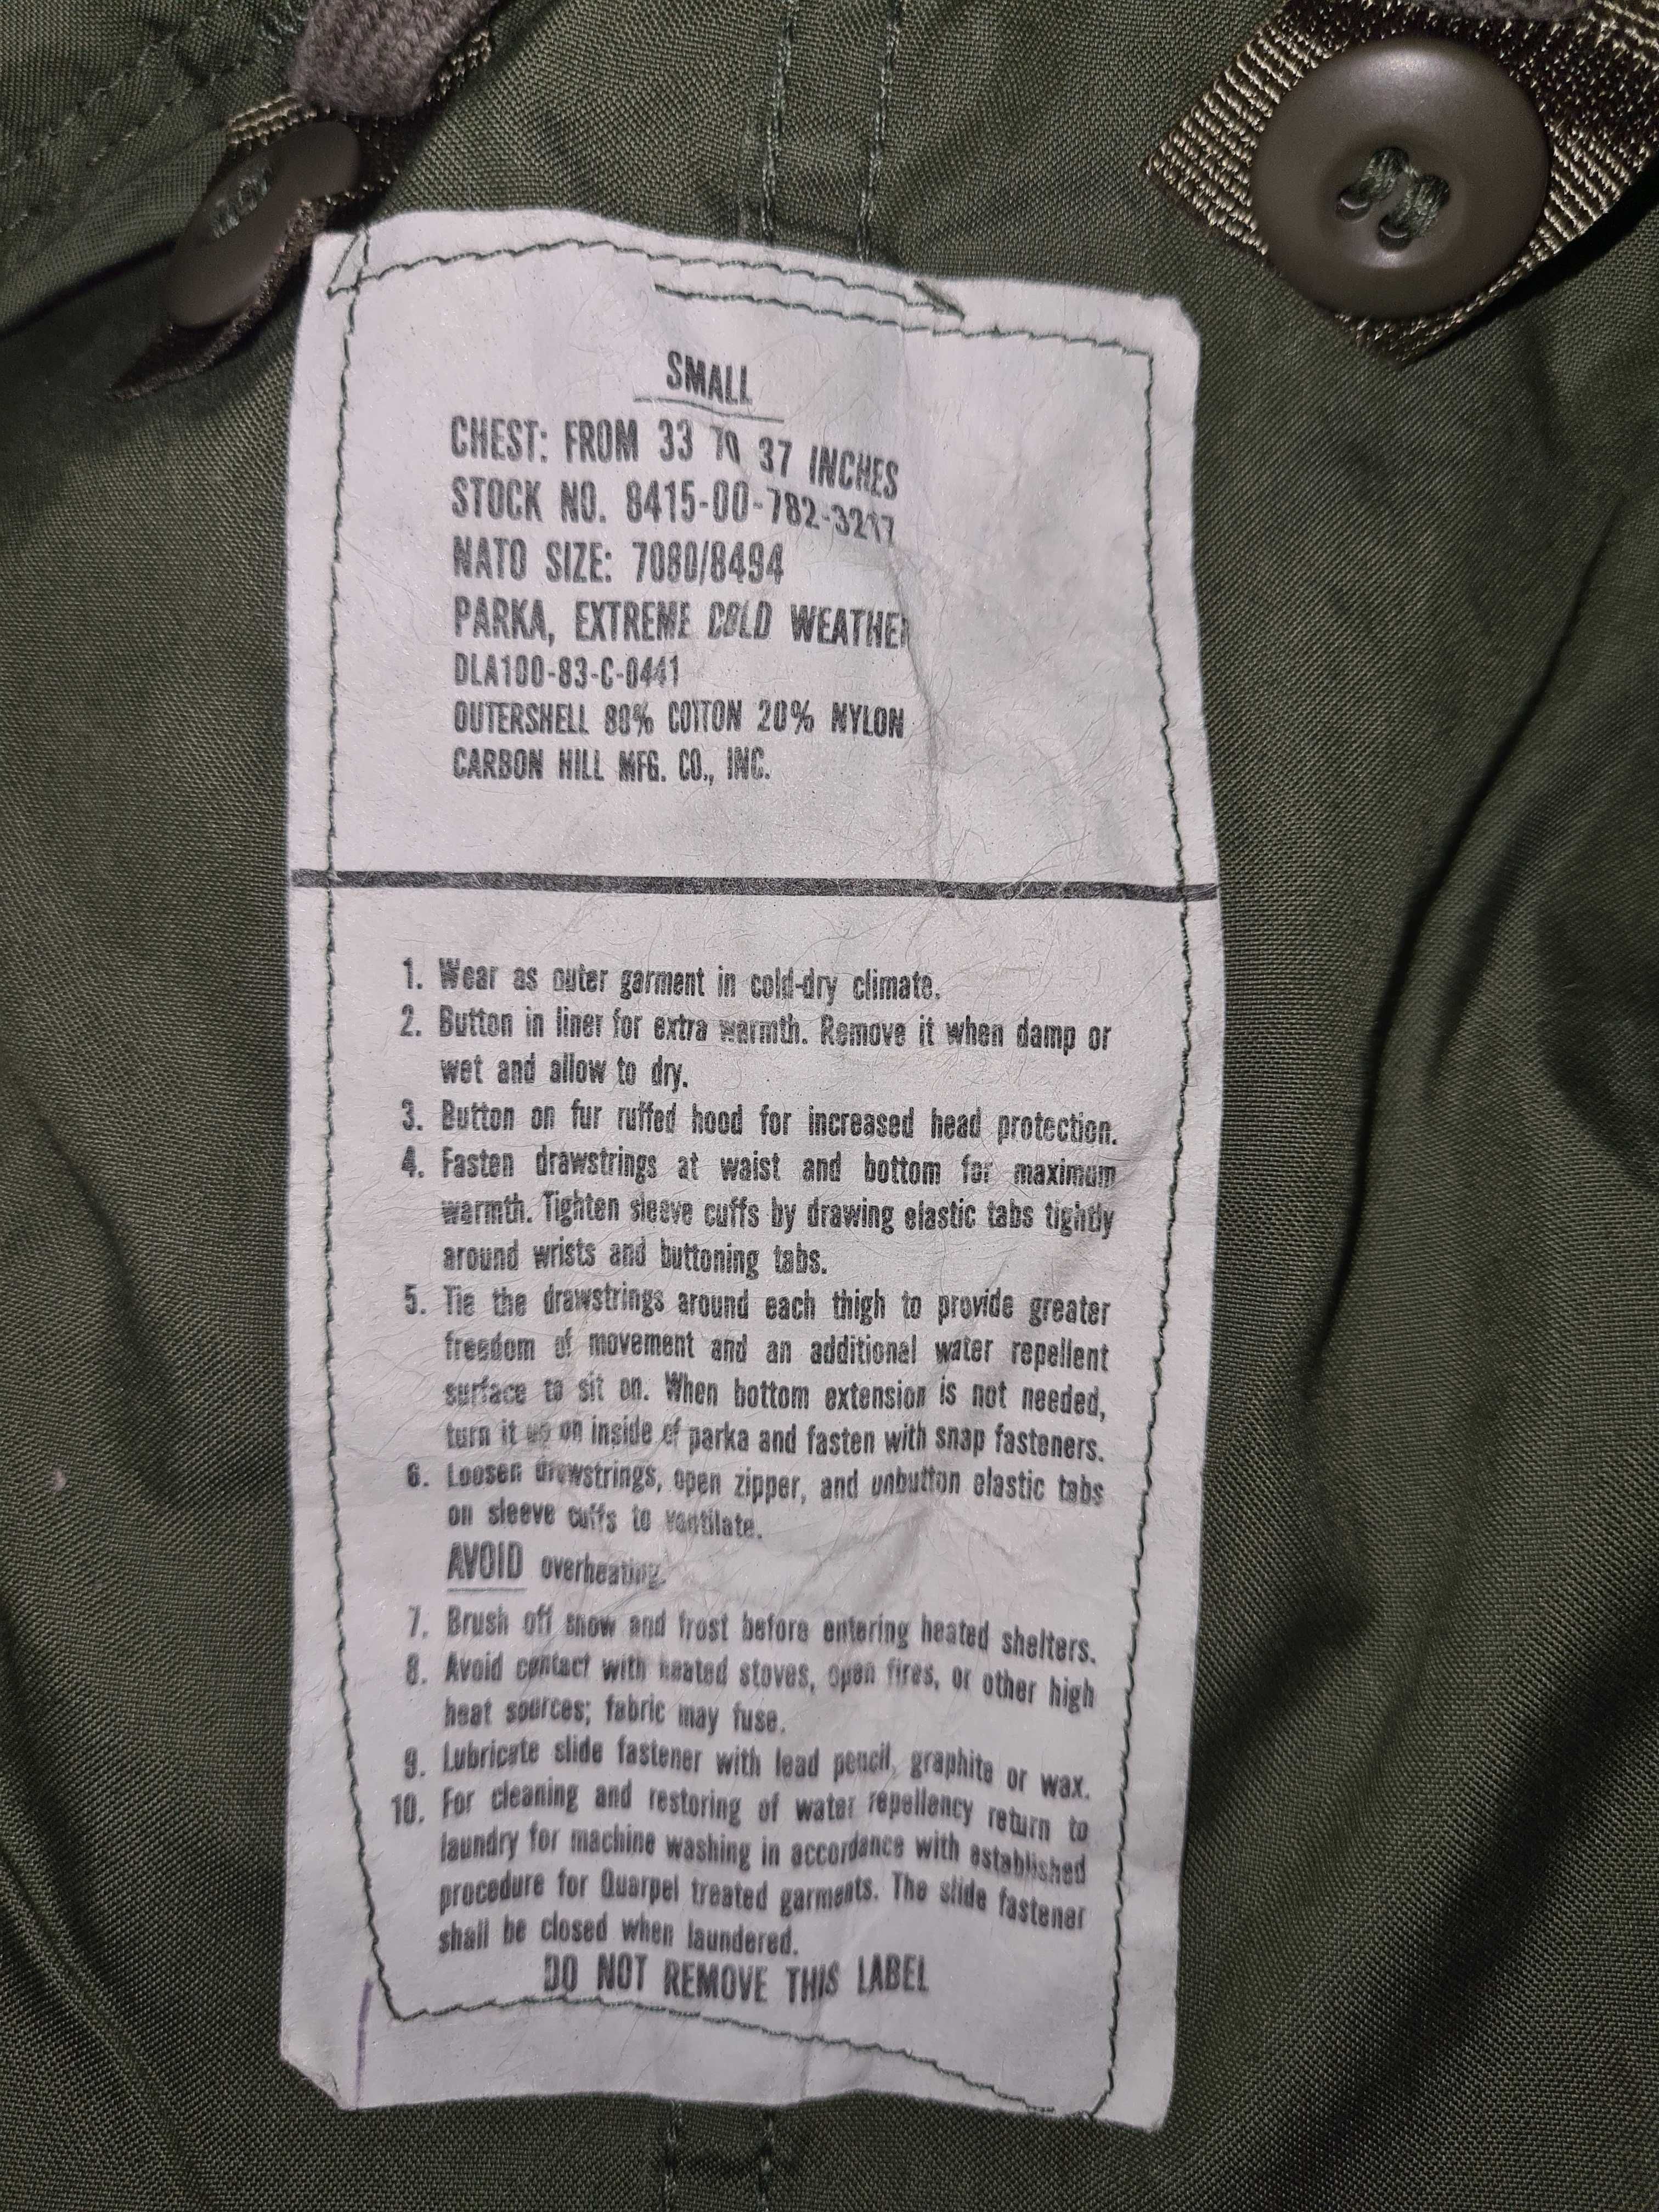 SMALL
CHEST: FROM 33 TO 37 INCHES
STOCK NO. 8415-00-782-3217
NATO SIZE: 7080/8494
PARKA, EXTREME COLD WEATHER
DLA100-83-C-0441
OUTERSHELL 80% COTTON 20% NYLON
CARBON HILL MFG. CO., INC.
1. Wear as outer garment in cold-dry climate.
2. Button in liner for extra warmth. Remove it when damp or
wet and allow to dry.
3. Button on fur ruffed hood for increased head protection.
4. Fasten drawstrings at waist and bottom for maximum
warmth. Tighten sleeve cuffs by drawing elastic tabs tightly
around wrists and buttoning tabs.
5. Tie the drawstrings around each thigh to provide greater
freedom of movement and an additional water repellent
surface to sit on. When bottom extension is not needed,
turn it up on inside of parka and fasten with snap fasteners.
6. Loosen drawstrings, open zipper, and unbutton elastic tabs
on sleeve cuffs to ventilate.
AVOID overheating.
7. Brush off snow and frost before entering heated shelters.
8. Avoid contact with heated stoves, open fires, or other high
heat sources; fabric may fuse.
9. Lubricate slide fastener with lead pencil, graphite or wax.
10. For cleaning and restoring of water repellency return to
laundry for machine washing in accordance with established
procedure for Quarpel treated garments. The slide fastener
shall be closed when laundered.
DO NOT REMOVE THIS LABEL